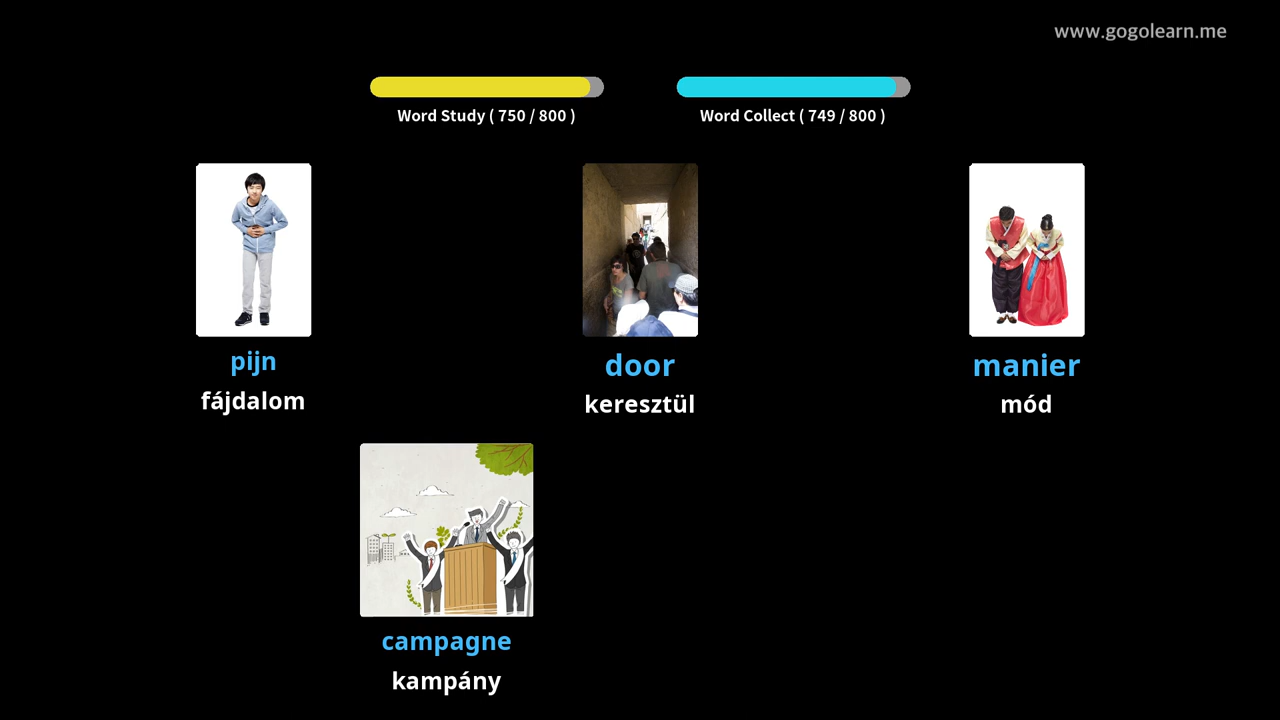 www.gogolearn.me
Word Study ( 750 / 800 )
Word Collect ( 749 / 800 )
pijn
fájdalom
door
keresztül
manier
mód
campagne
kampány